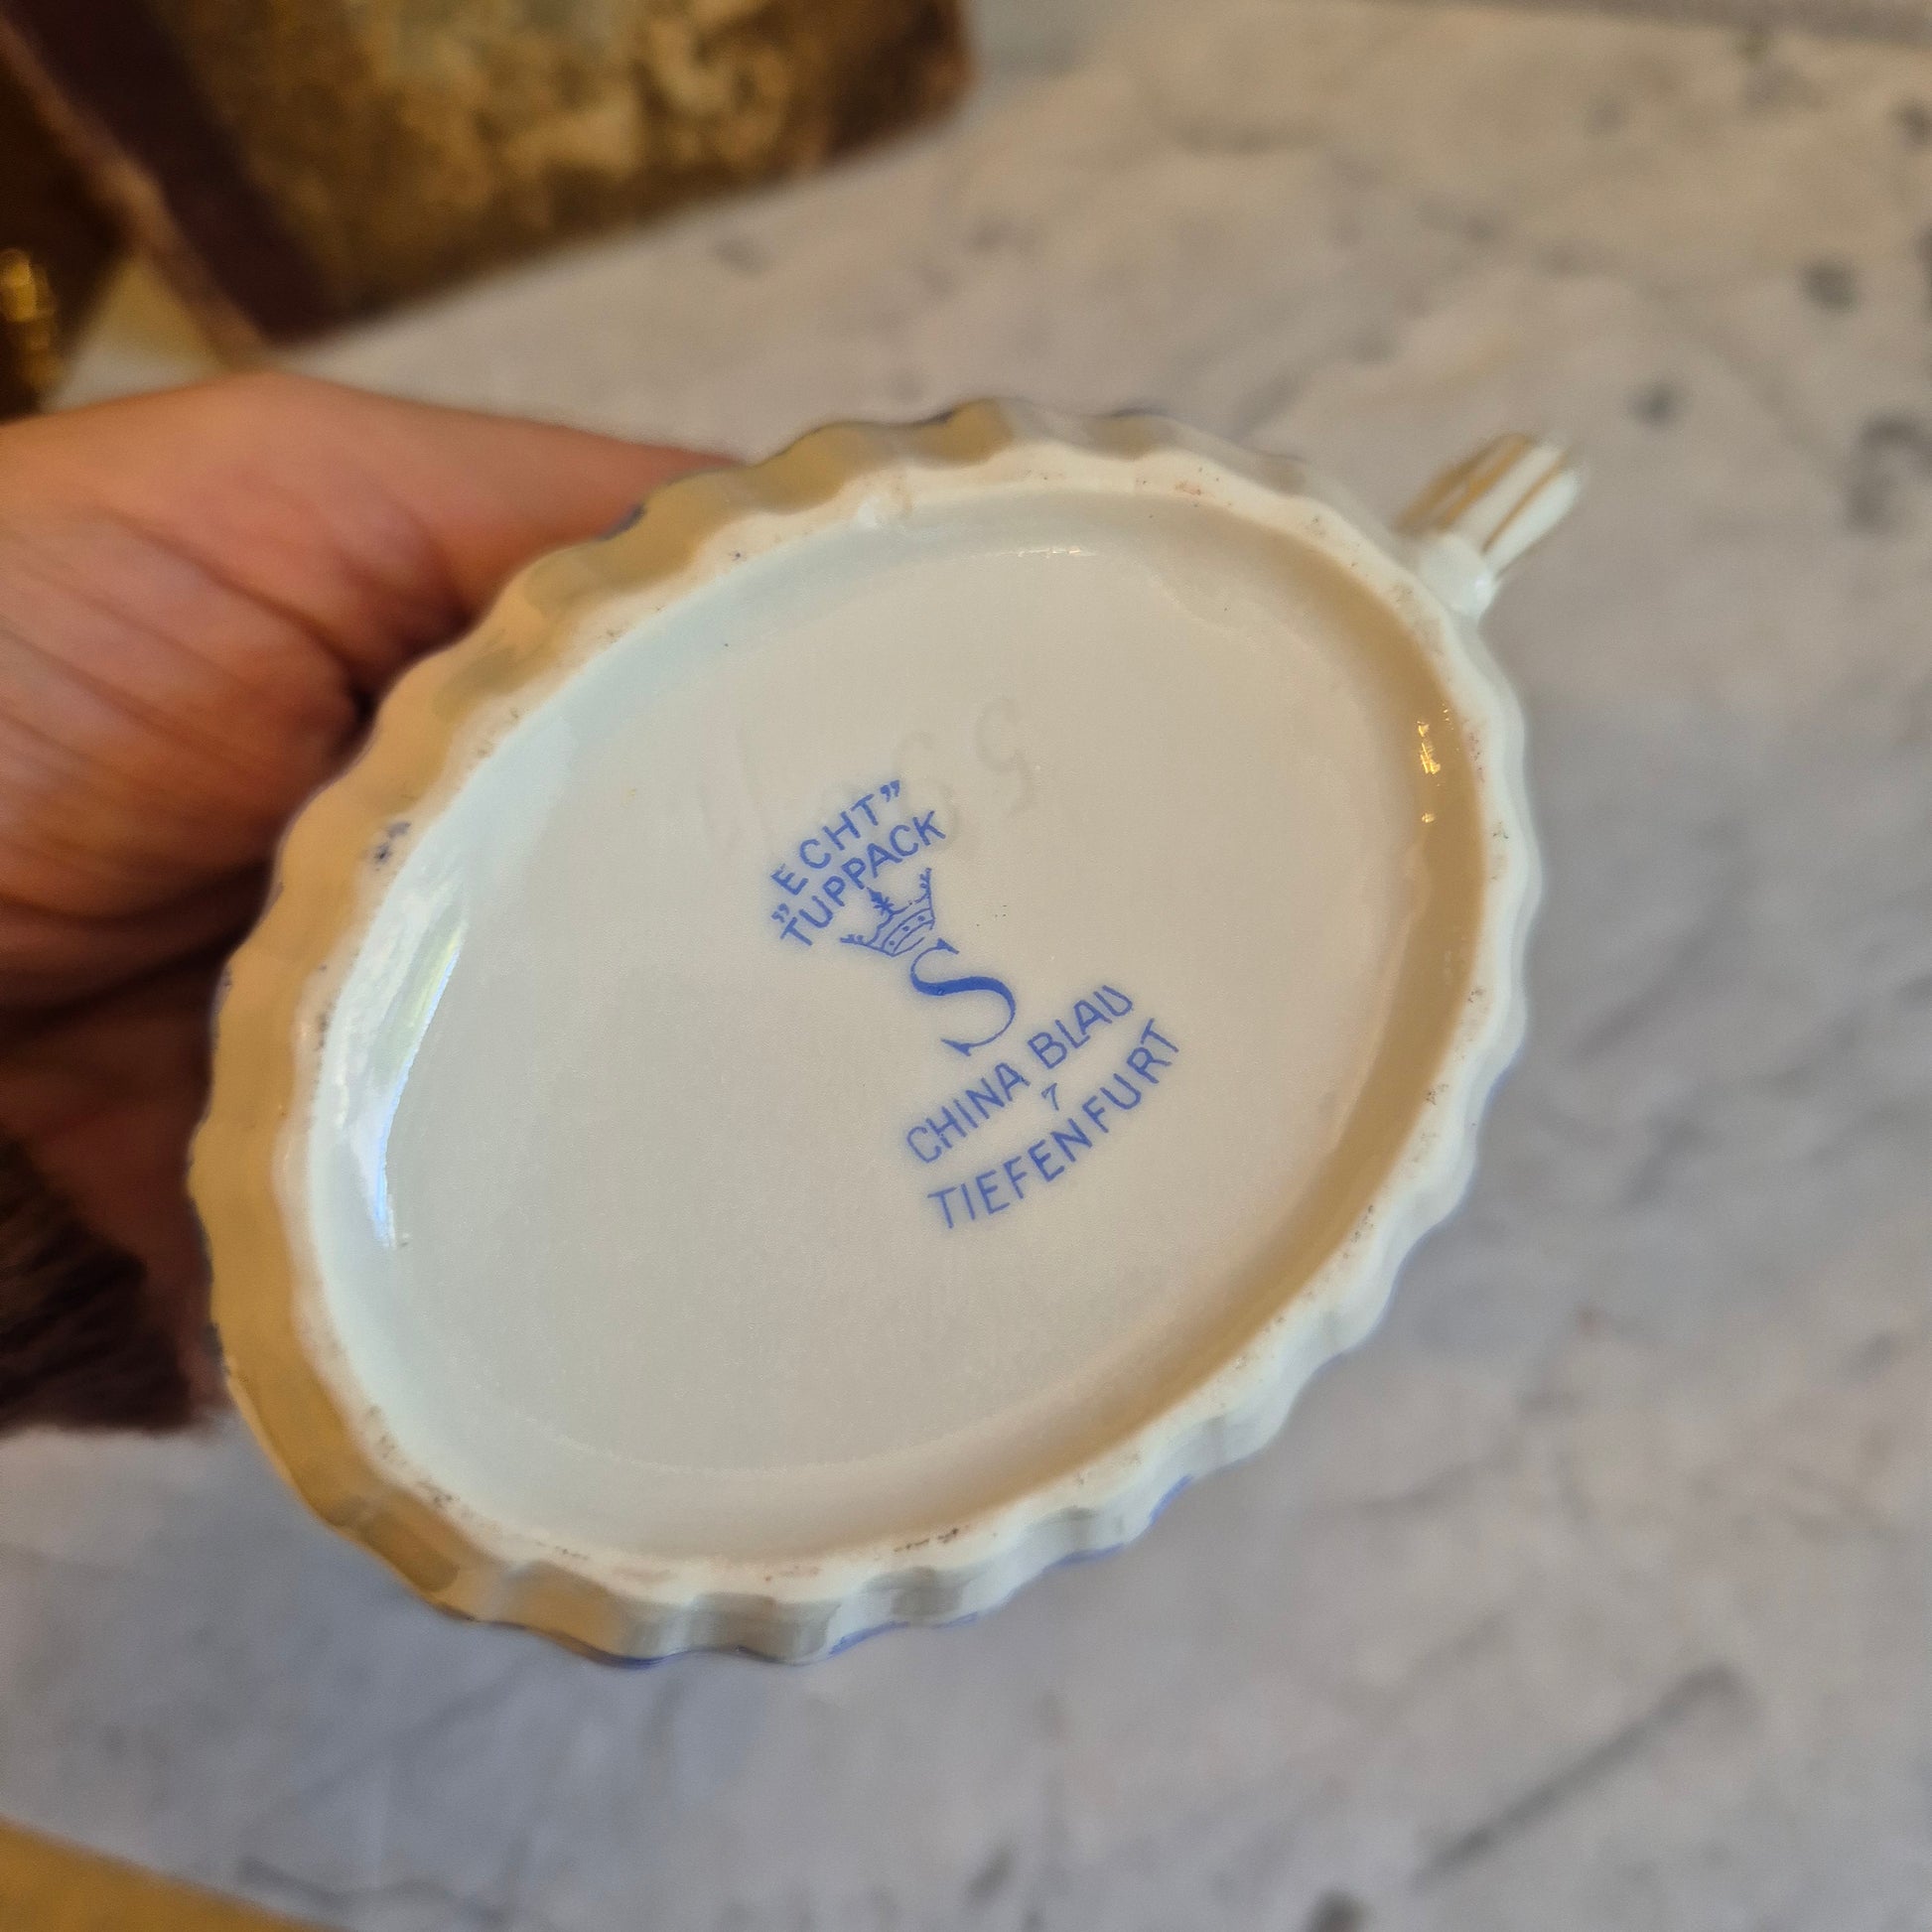 „ECHT”
TUPPACK
S
CHINA BLAU
7
TIEFENFURT